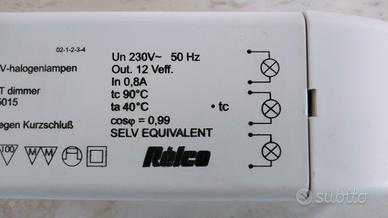 02-1-2-3-4
V-halogenlampen
T dimmer
5015
egen Kurzschluß
100
M M
Un 230V~ 50 Hz
Out. 12 Veff.
In 0,8A
tc 90°C
ta 40°C
• tc
cosφ = 0,99
SELV EQUIVALENT
Relco
subito